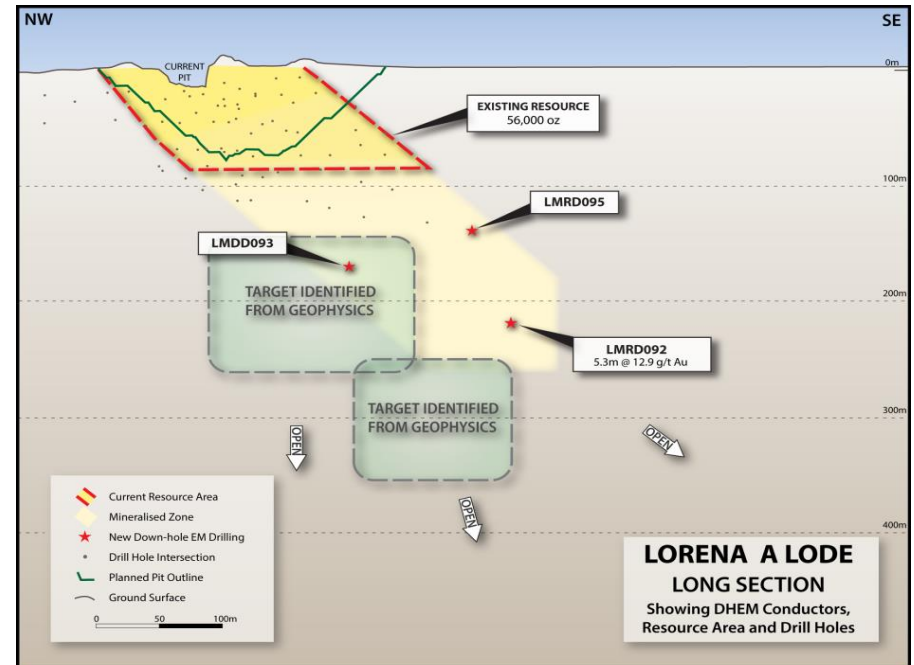 NW
SE
CURRENT
PIT
0m
EXISTING RESOURCE
56,000 oz
100m
LMRD095
LMDD093
TARGET IDENTIFIED
FROM GEOPHYSICS
200m
LMRD092
5.3m @ 12.9 g/t Au
TARGET IDENTIFIED
FROM GEOPHYSICS
300m
OPEN
OPEN
OPEN
400m
Current Resource Area
Mineralised Zone
New Down-hole EM Drilling
Drill Hole Intersection
Planned Pit Outline
Ground Surface
0 50 100m
LORENA A LODE
LONG SECTION
Showing DHEM Conductors,
Resource Area and Drill Holes